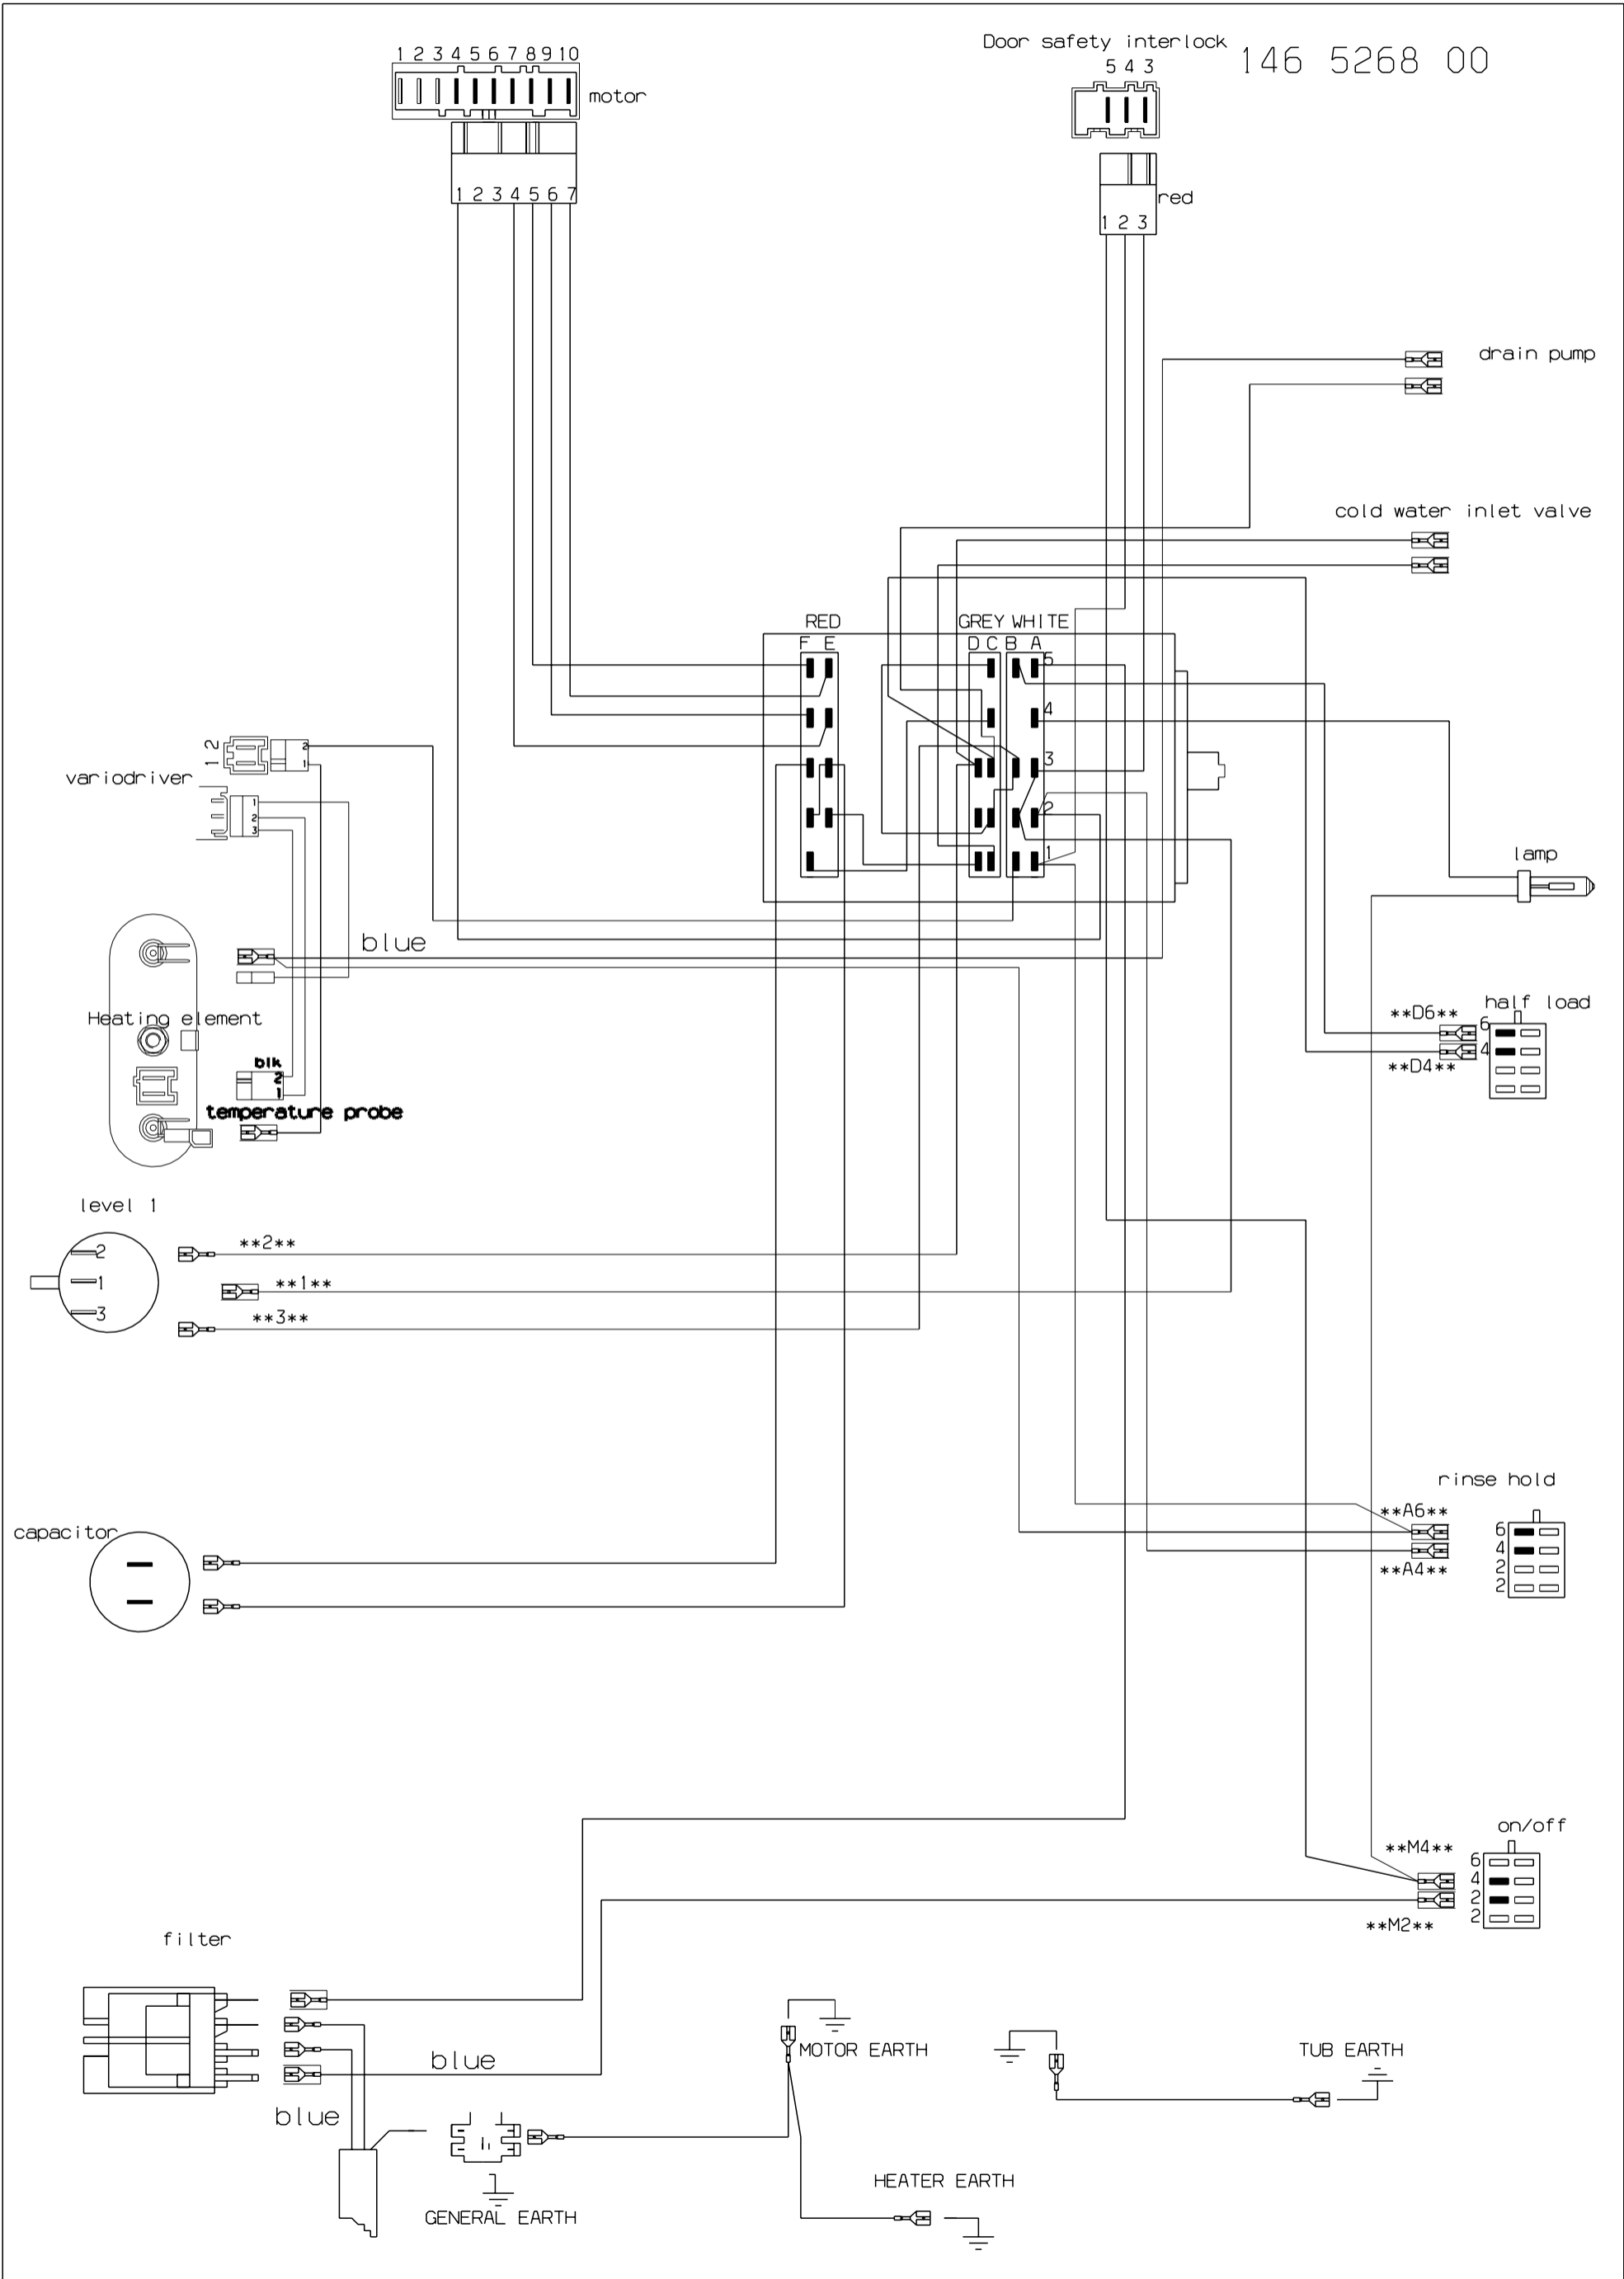 Door safety interlock
146 5268 00
1 2 3 4 5 6 7 8 9 10
5 4 3
motor
1 2 3 4 5 6 7
red
1 2 3
drain pump
cold water inlet valve
RED
GREY WHITE
F E
D C B A
5
4
3
2
1
1 2
2
1
variodriver
1
2
3
lamp
blue
Heating element
blk
2
1
temperature probe
half load
**D6**
6
4
**D4**
level 1
2
1
3
**2**
**1**
**3**
rinse hold
**A6**
6
4
2
2
**A4**
capacitor
on/off
**M4**
6
4
2
2
**M2**
filter
blue
blue
MOTOR EARTH
TUB EARTH
HEATER EARTH
GENERAL EARTH